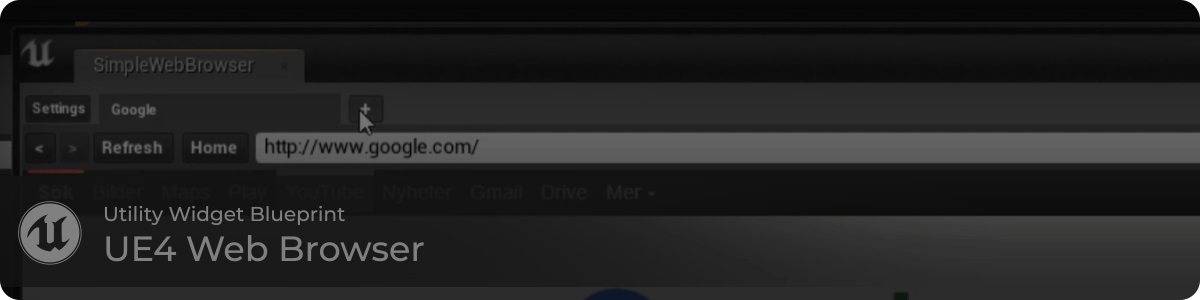 SimpleWebBrowser
Settings Google +
< > Refresh Home http://www.google.com/
Sök Bilder Maps Play YouTube Nyheter Gmail Drive Mer
Utility Widget Blueprint
UE4 Web Browser